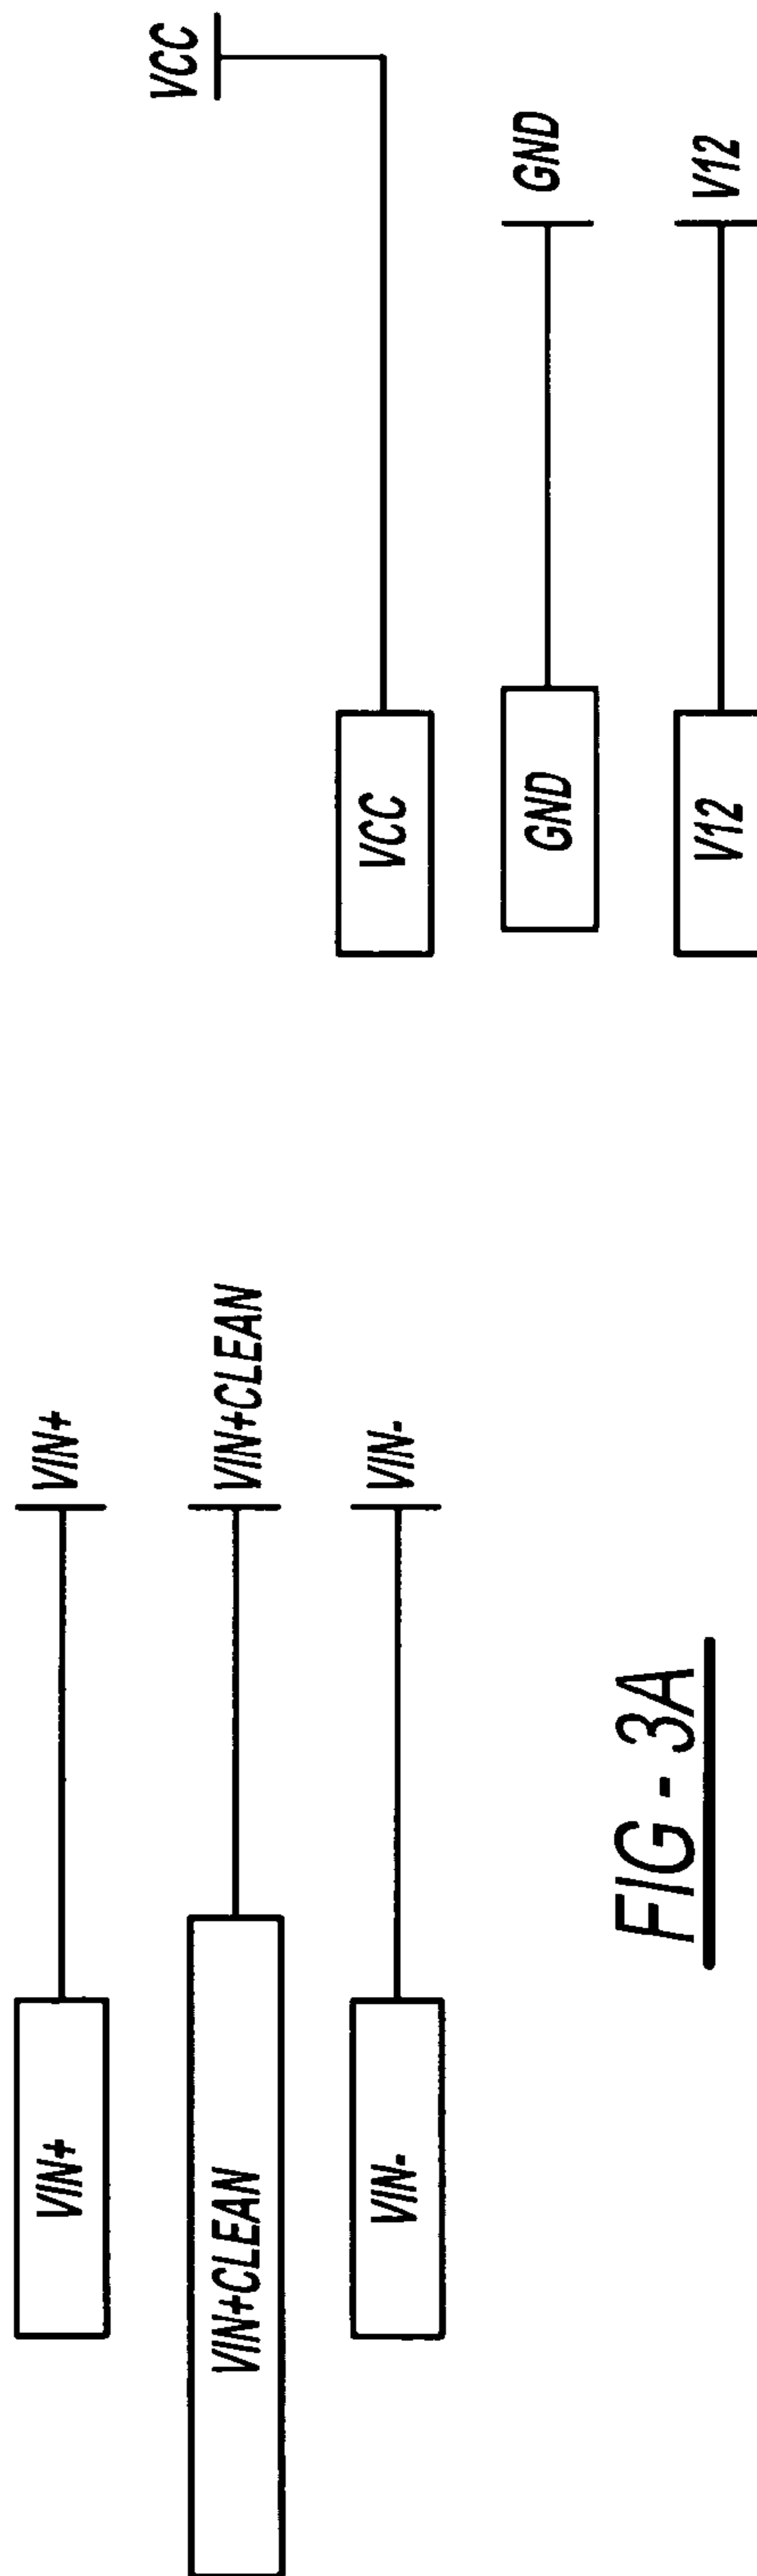 VIN+
VIN+
VIN+CLEAN
VIN+CLEAN
VIN-
VIN-
VCC
VCC
GND
GND
V12
V12
FIG - 3A